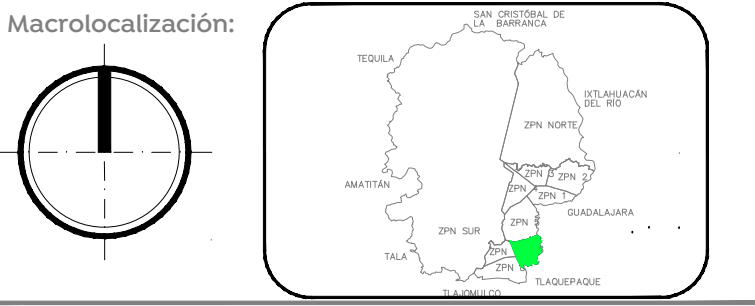 Macrolocalización:
SAN CRISTÓBAL DE
LA BARRANCA
TEQUILA
IXTLAHUACÁN
DEL RÍO
ZPN NORTE
ZPN 3
ZPN 2
ZPN
ZPN 1
AMATITÁN
GUADALAJARA
ZPN
ZPN SUR
ZPN
TALA
ZPN
TLAQUEPAQUE
TLAJOMULCO